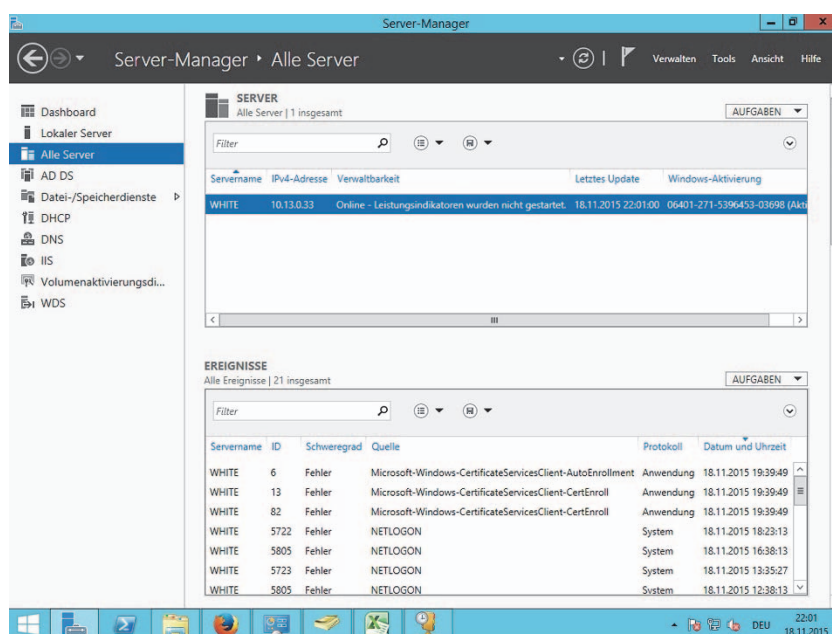 Server-Manager
Server-Manager ‣ Alle Server
Verwalten Tools Ansicht Hilfe
Dashboard
Lokaler Server
Alle Server
AD DS
Datei-/Speicherdienste
DHCP
DNS
IIS
Volumenaktivierungsdi...
WDS
SERVER
Alle Server | 1 insgesamt
AUFGABEN
Filter
Servername IPv4-Adresse Verwaltbarkeit Letztes Update Windows-Aktivierung
WHITE 10.13.0.33 Online - Leistungsindikatoren wurden nicht gestartet. 18.11.2015 22:01:00 06401-271-5396453-03698 (Akti
EREIGNISSE
Alle Ereignisse | 21 insgesamt
AUFGABEN
Filter
Servername ID Schweregrad Quelle Protokoll Datum und Uhrzeit
WHITE 6 Fehler Microsoft-Windows-CertificateServicesClient-AutoEnrollment Anwendung 18.11.2015 19:39:49
WHITE 13 Fehler Microsoft-Windows-CertificateServicesClient-CertEnroll Anwendung 18.11.2015 19:39:49
WHITE 82 Fehler Microsoft-Windows-CertificateServicesClient-CertEnroll Anwendung 18.11.2015 19:39:49
WHITE 5722 Fehler NETLOGON System 18.11.2015 18:23:13
WHITE 5805 Fehler NETLOGON System 18.11.2015 16:38:13
WHITE 5723 Fehler NETLOGON System 18.11.2015 13:35:27
WHITE 5805 Fehler NETLOGON System 18.11.2015 12:38:13
DEU
22:01
18.11.2015